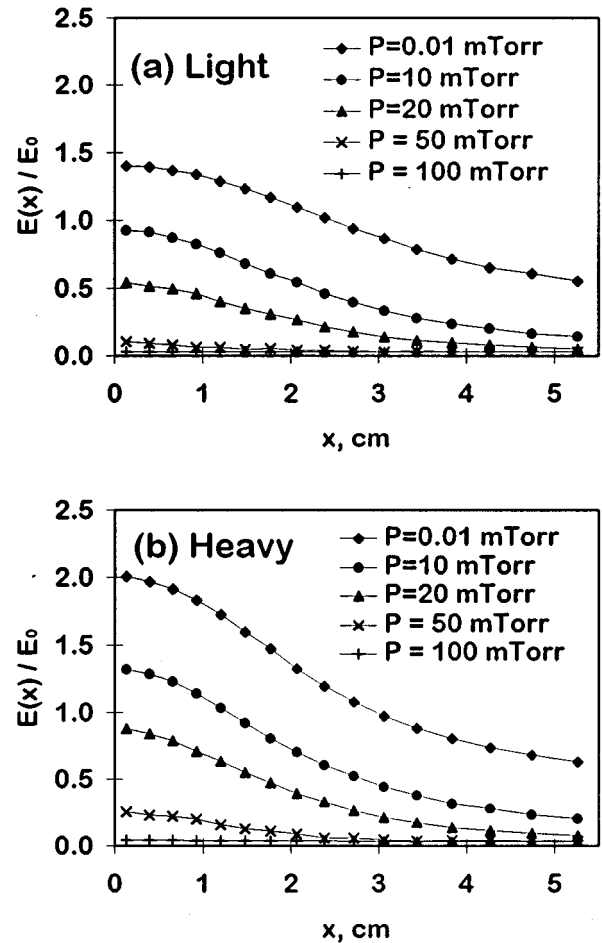 2.5
2.0
1.5
1.0
0.5
0.0
E(x) / E₀
(a) Light
P=0.01 mTorr
P=10 mTorr
P=20 mTorr
P = 50 mTorr
P = 100 mTorr
0 1 2 3 4 5
x, cm
2.5
2.0
1.5
1.0
0.5
0.0
E(x) / E₀
(b) Heavy
P=0.01 mTorr
P=10 mTorr
P=20 mTorr
P = 50 mTorr
P = 100 mTorr
0 1 2 3 4 5
x, cm